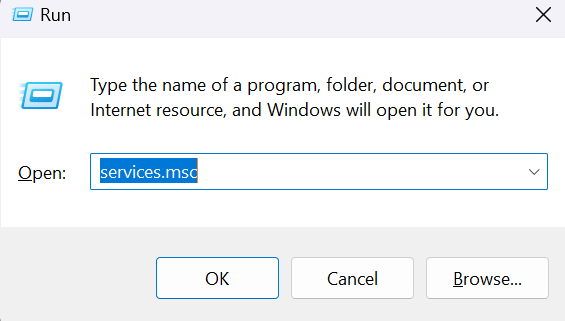 Run
Type the name of a program, folder, document, or
Internet resource, and Windows will open it for you.
Open: services.msc
OK Cancel Browse...